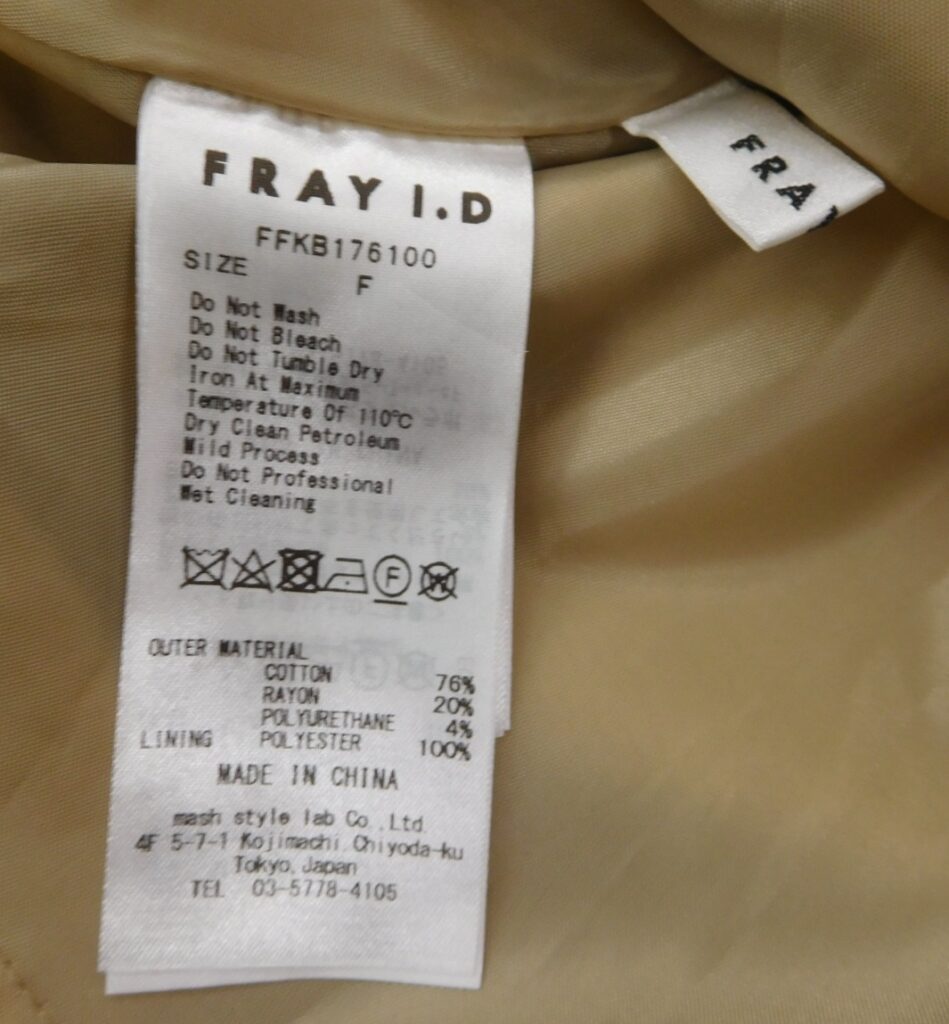 FRAY I.D
FFKB176100
SIZE
F
Do Not Wash
Do Not Bleach
Do Not Tumble Dry
Iron At Maximum
Temperature Of 110℃
Dry Clean Petroleum
Mild Process
Do Not Professional
Wet Cleaning
F W
OUTER MATERIAL
COTTON 76%
RAYON 20%
POLYURETHANE 4%
LINING POLYESTER 100%
MADE IN CHINA
mash style lab Co.,Ltd.
4F 5-7-1 Kojimachi,Chiyoda-ku
Tokyo,Japan
TEL 03-5778-4105
FRA